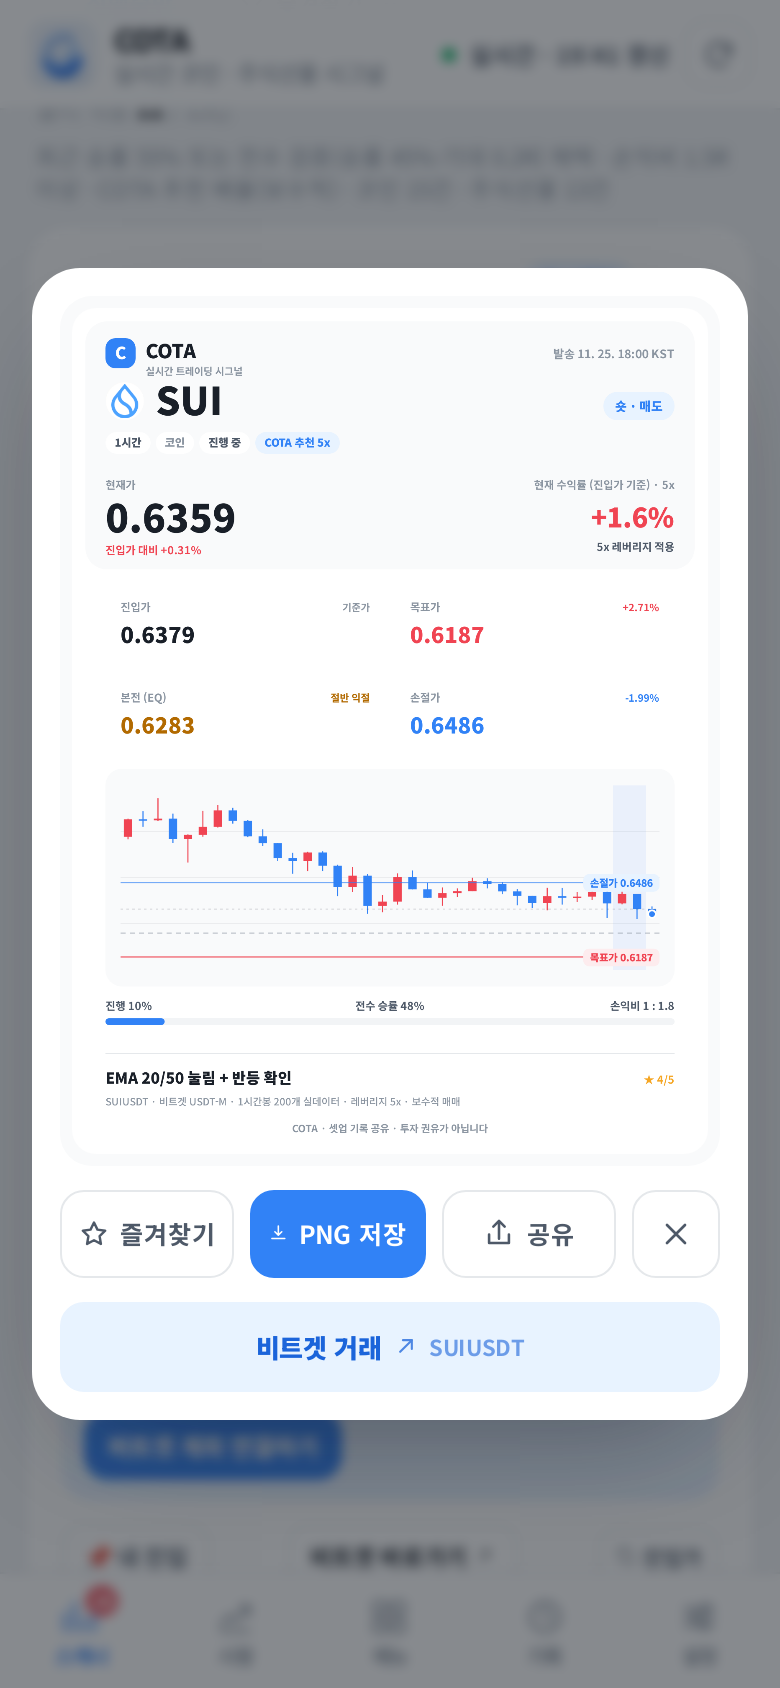 COTA
C COTA
발송 11. 25. 18:00 KST
실시간 트레이딩 시그널
SUI
숏 · 매도
1시간 코인 진행 중 COTA 추천 5x
현재가
현재 수익률 (진입가 기준) · 5x
0.6359
+1.6%
진입가 대비 +0.31%
5x 레버리지 적용
진입가 기준가
0.6379
목표가 +2.71%
0.6187
본전 (EQ) 절반 익절
0.6283
손절가 -1.99%
0.6486
손절가 0.6486
목표가 0.6187
진행 10% 전수 승률 48% 손익비 1 : 1.8
EMA 20/50 눌림 + 반등 확인
★ 4/5
SUIUSDT · 비트겟 USDT-M · 1시간봉 200개 실데이터 · 레버리지 5x · 보수적 매매
COTA · 셋업 기록 공유 · 투자 권유가 아닙니다
즐겨찾기 PNG 저장 공유
비트겟 거래 ↗ SUIUSDT